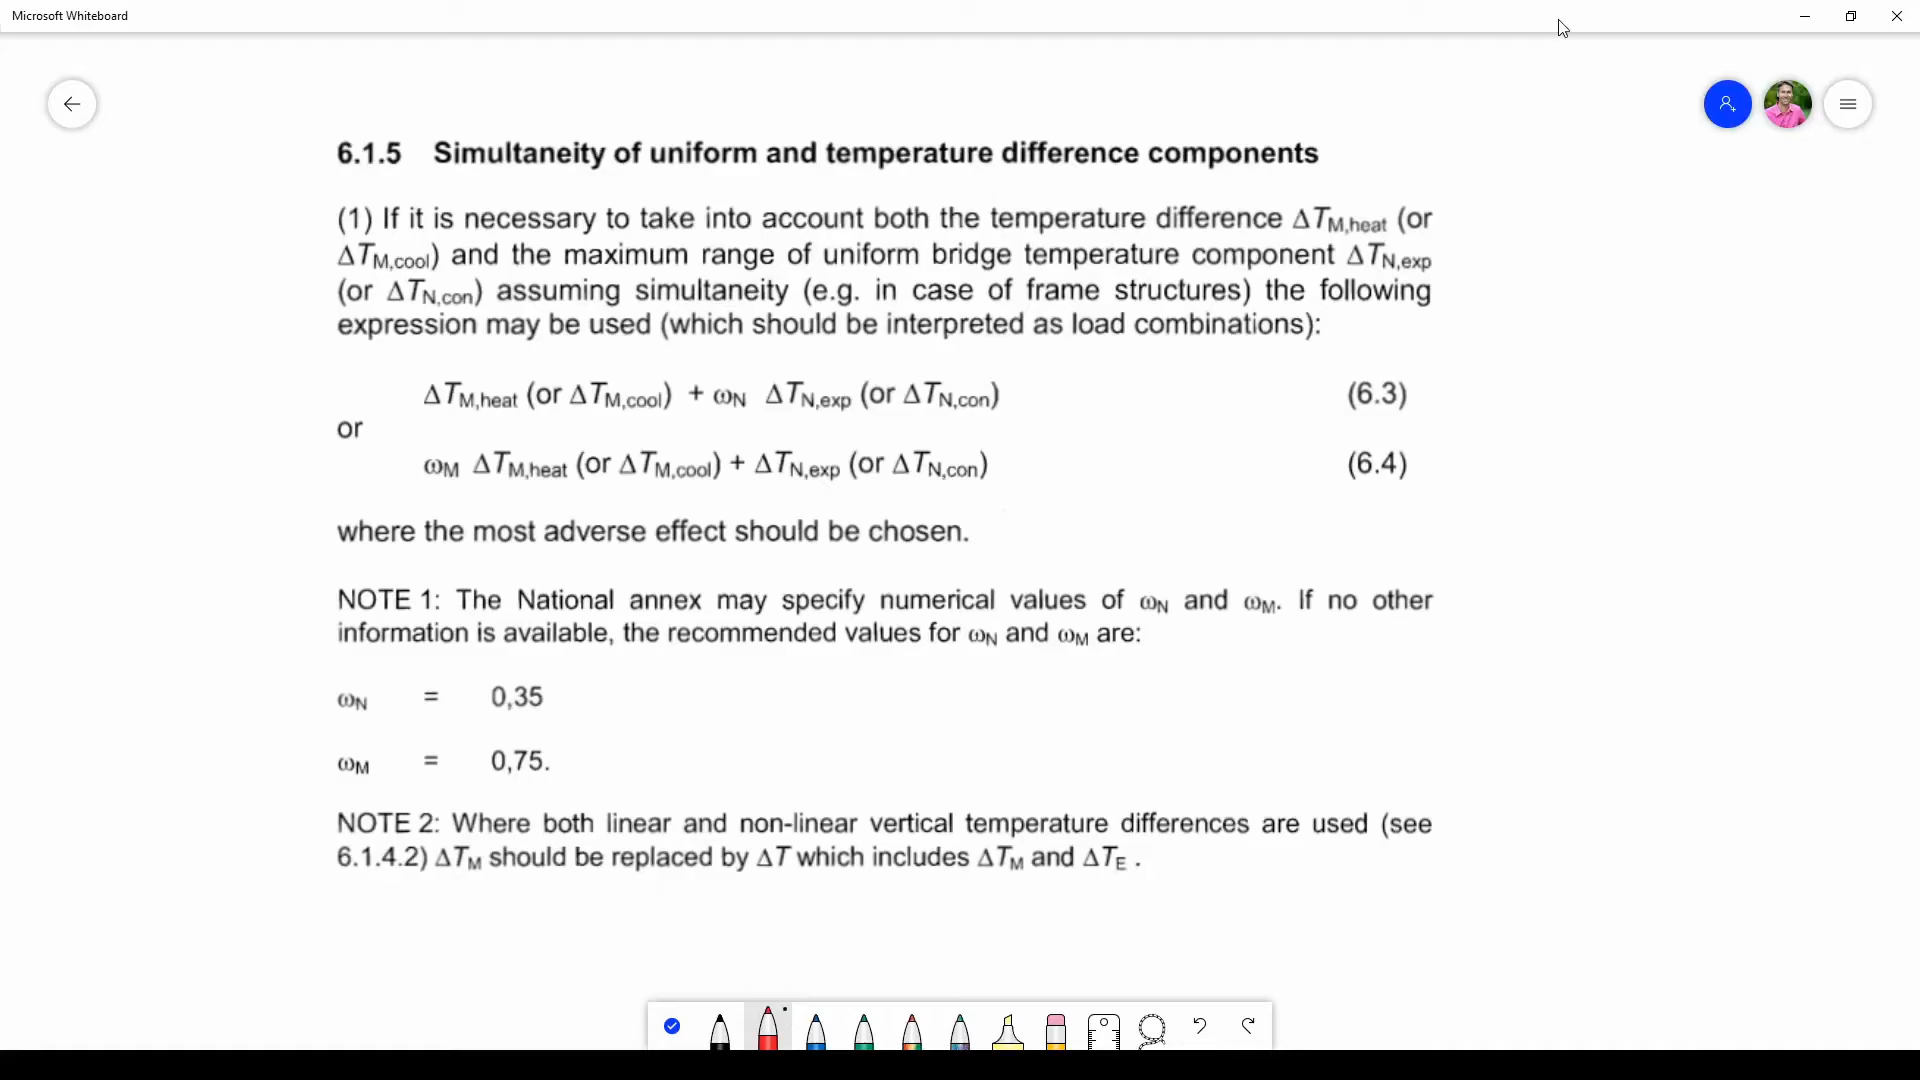 Microsoft Whiteboard
6.1.5 Simultaneity of uniform and temperature difference components
(1) If it is necessary to take into account both the temperature difference ΔTM,heat (or
ΔTM,cool) and the maximum range of uniform bridge temperature component ΔTN,exp
(or ΔTN,con) assuming simultaneity (e.g. in case of frame structures) the following
expression may be used (which should be interpreted as load combinations):
ΔTM,heat (or ΔTM,cool) + ωN ΔTN,exp (or ΔTN,con) (6.3)
or
ωM ΔTM,heat (or ΔTM,cool) + ΔTN,exp (or ΔTN,con) (6.4)
where the most adverse effect should be chosen.
NOTE 1: The National annex may specify numerical values of ωN and ωM. If no other
information is available, the recommended values for ωN and ωM are:
ωN = 0,35
ωM = 0,75.
NOTE 2: Where both linear and non-linear vertical temperature differences are used (see
6.1.4.2) ΔTM should be replaced by ΔT which includes ΔTM and ΔTE .